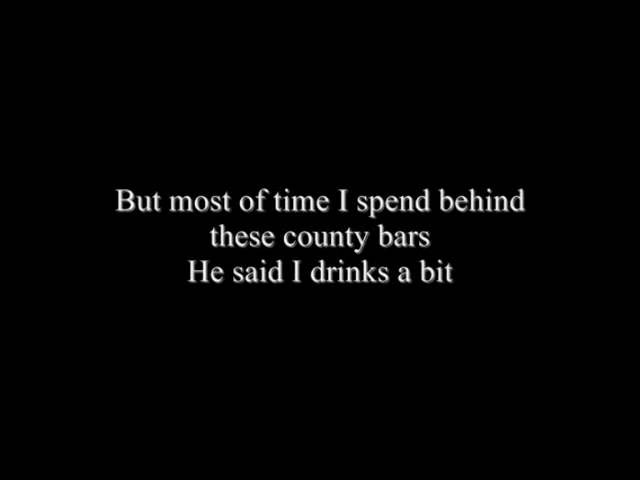 But most of time I spend behind
these county bars
He said I drinks a bit